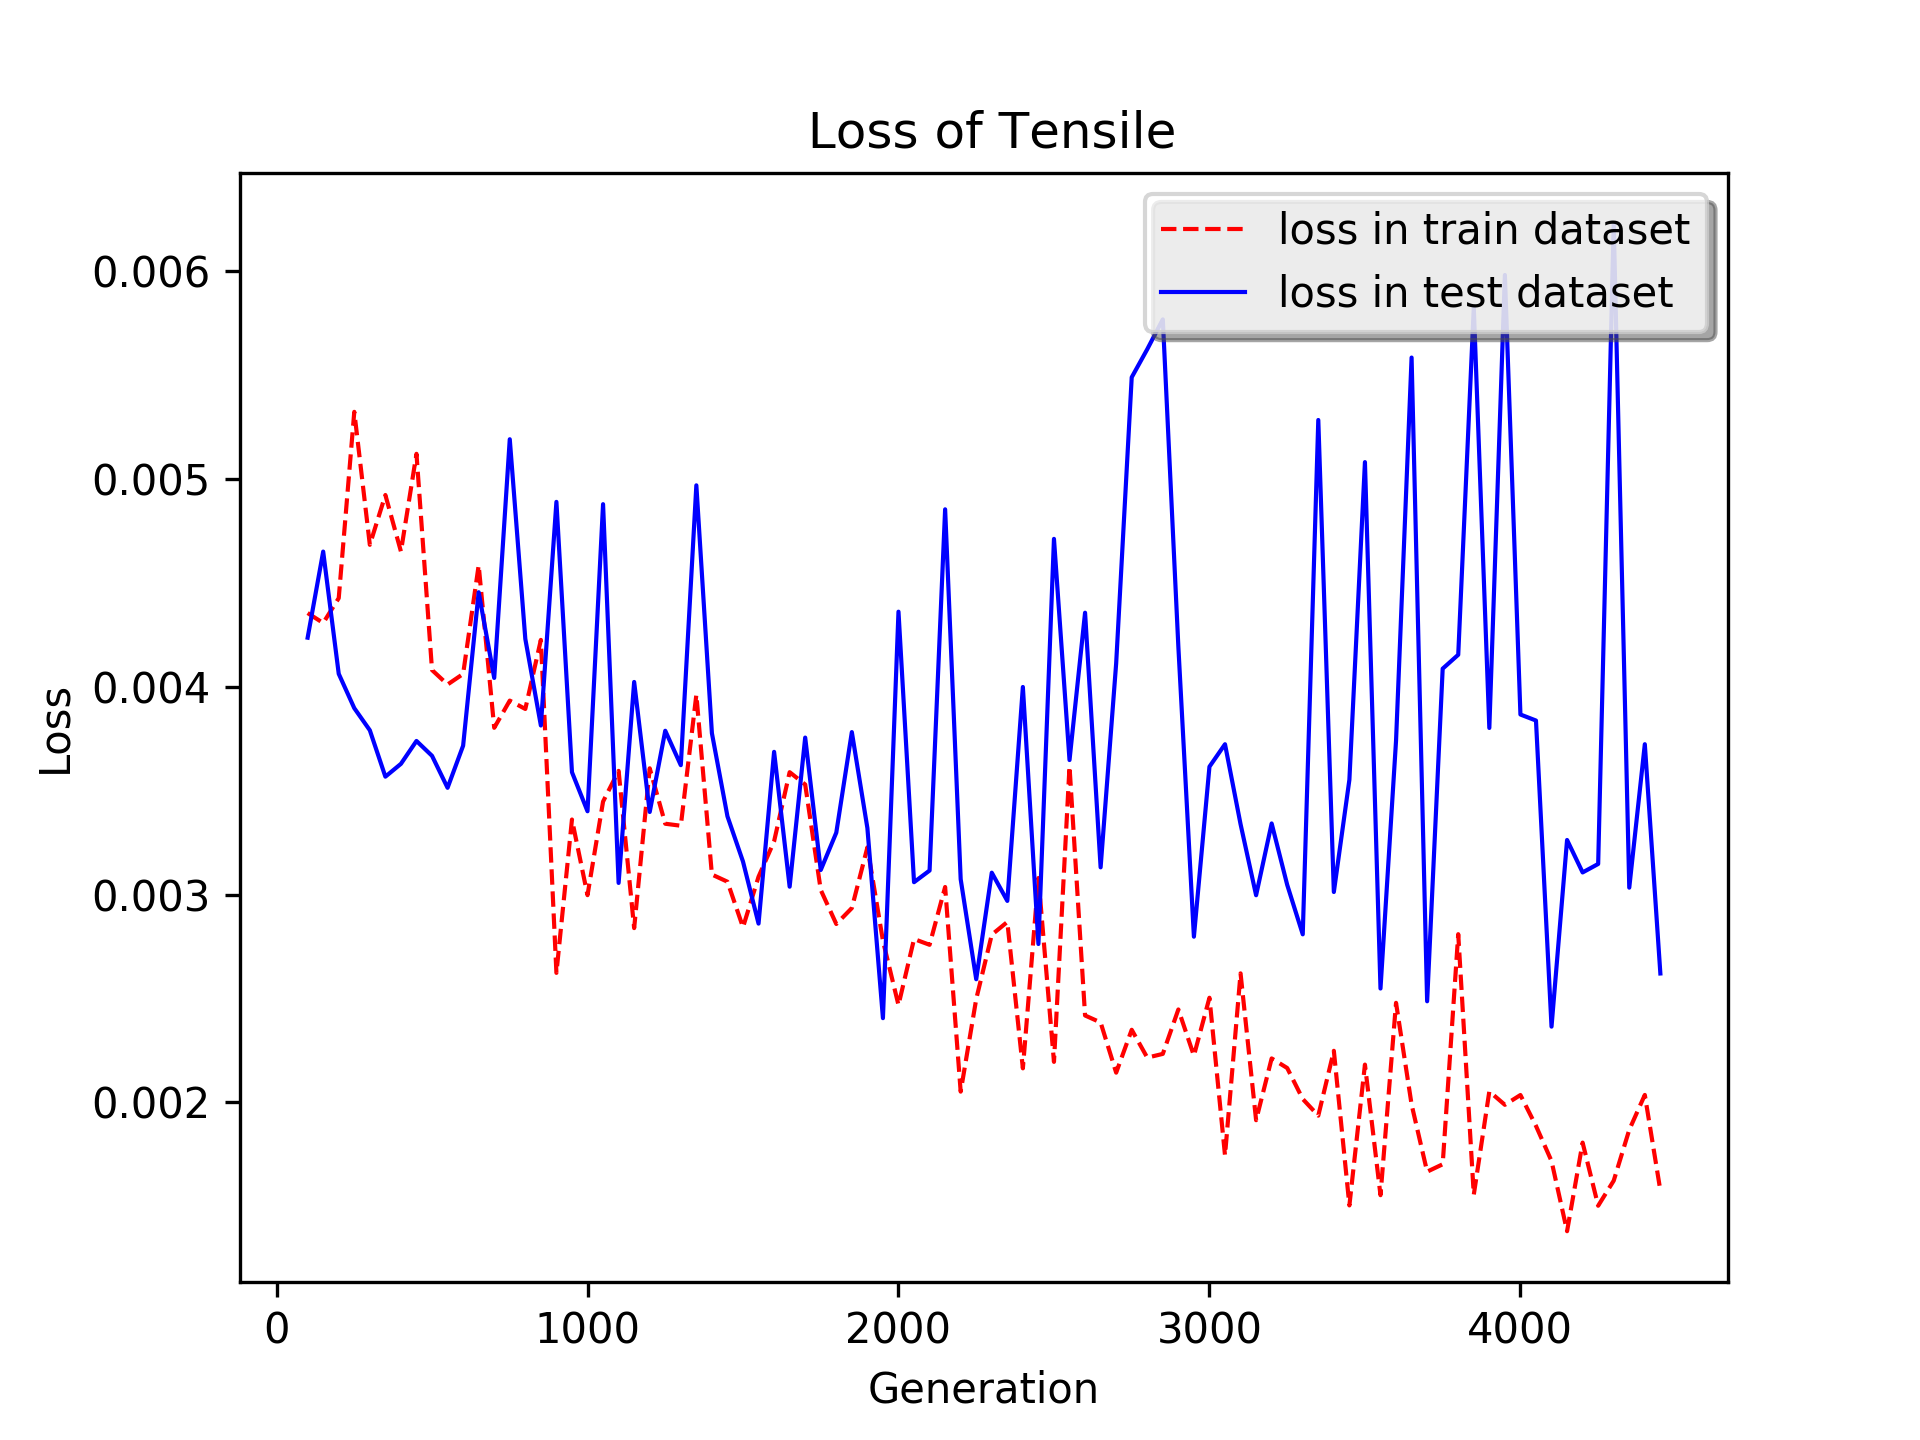 Loss of Tensile
loss in train dataset
loss in test dataset
0.006
0.005
0.004
0.003
0.002
Loss
0 1000 2000 3000 4000
Generation